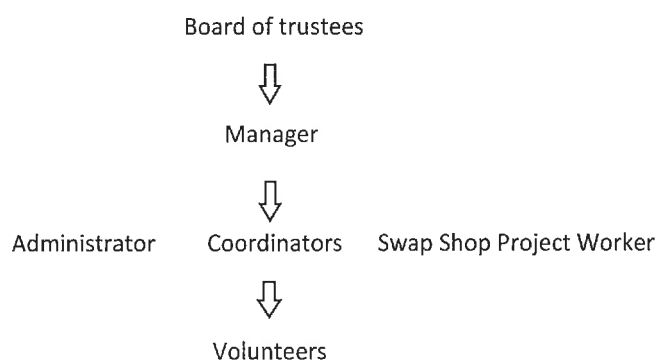 Board of trustees
Manager
Administrator Coordinators Swap Shop Project Worker
Volunteers